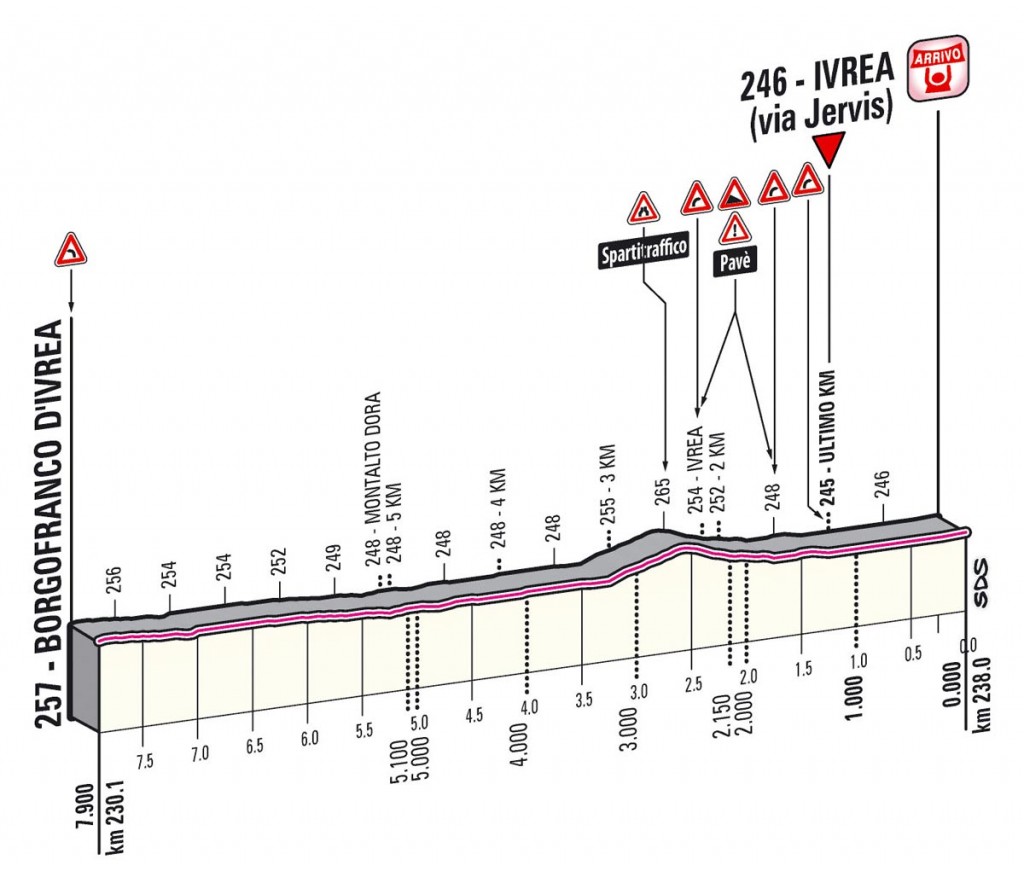 246 - IVREA
(via Jervis)
ARRIVO
Spartitraffico
Pavè
257 - BORGOFRANCO D'IVREA
256
254
254
252
249
248 - MONTALTO DORA
248 - 5 KM
248
248 - 4 KM
248
255 - 3 KM
265
254 - IVREA
252 - 2 KM
248
245 - ULTIMO KM
246
SDS
7.5
7.0
6.5
6.0
5.5
5.0
4.5
4.0
3.5
3.0
2.5
2.0
1.5
1.0
0.5
0.0
7.900
km 230.1
5.100
5.000
4.000
3.000
2.150
2.000
1.000
0.000
km 238.0